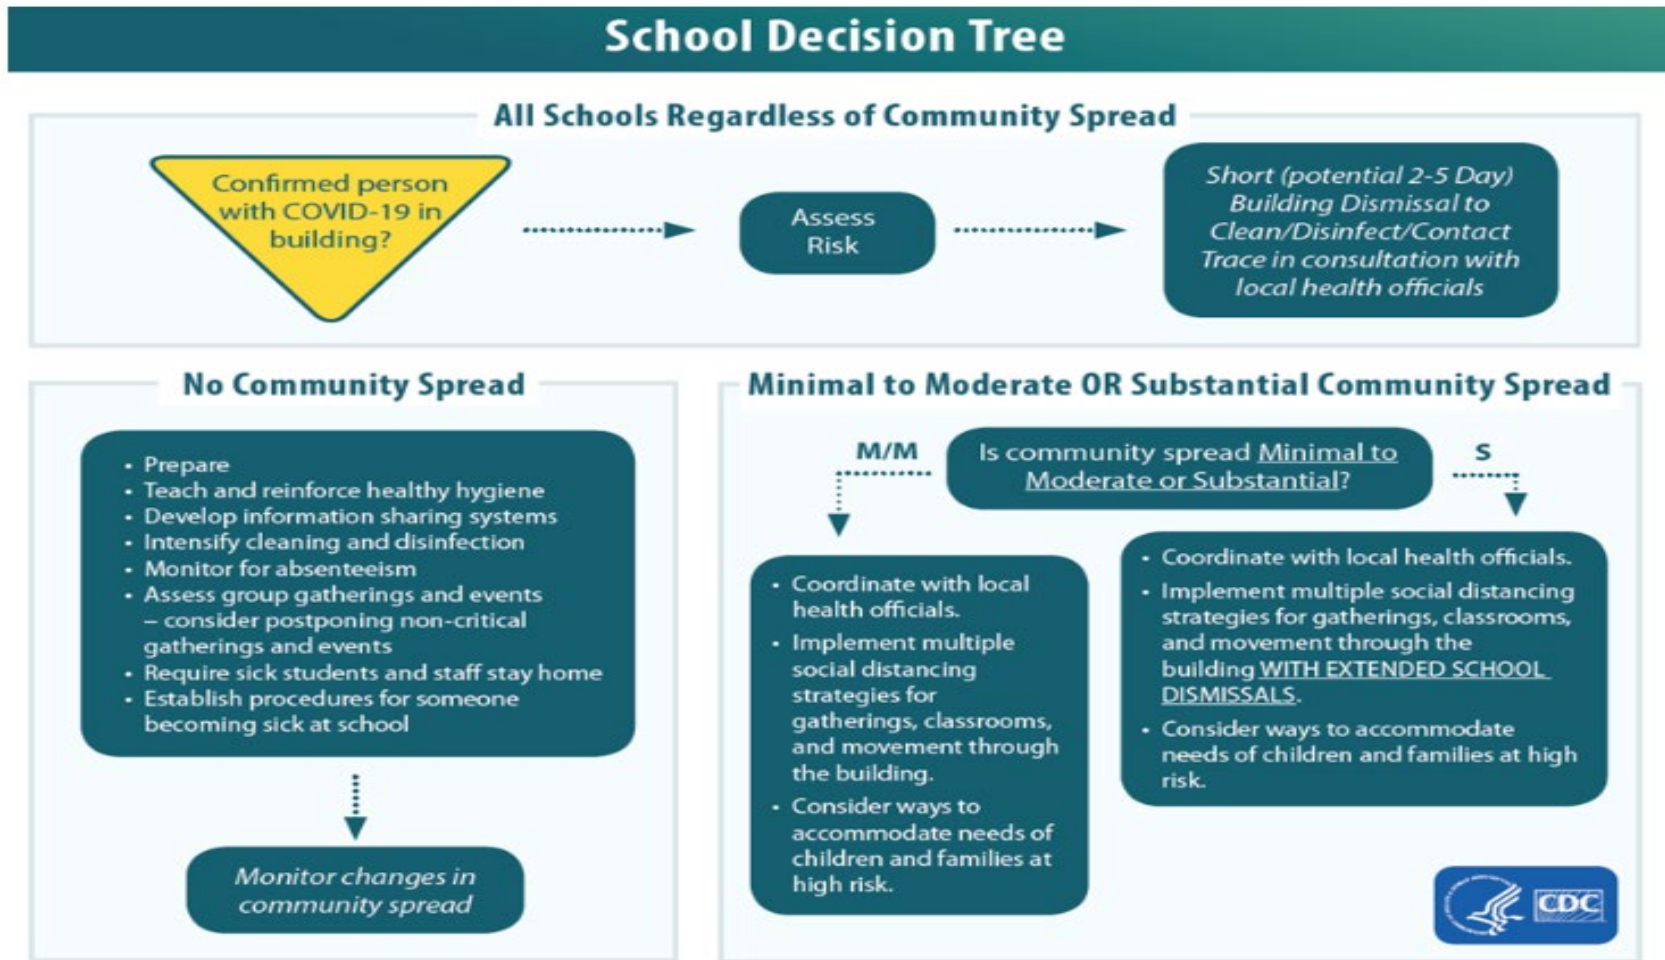 School Decision Tree
All Schools Regardless of Community Spread
Confirmed person
with COVID-19 in
building?
Assess
Risk
Short (potential 2-5 Day)
Building Dismissal to
Clean/Disinfect/Contact
Trace in consultation with
local health officials
No Community Spread
• Prepare
• Teach and reinforce healthy hygiene
• Develop information sharing systems
• Intensify cleaning and disinfection
• Monitor for absenteeism
• Assess group gatherings and events
– consider postponing non-critical
gatherings and events
• Require sick students and staff stay home
• Establish procedures for someone
becoming sick at school
Monitor changes in
community spread
Minimal to Moderate OR Substantial Community Spread
Is community spread Minimal to
Moderate or Substantial?
M/M
• Coordinate with local
health officials.
• Implement multiple
social distancing
strategies for
gatherings, classrooms,
and movement through
the building.
• Consider ways to
accommodate needs of
children and families at
high risk.
S
• Coordinate with local health officials.
• Implement multiple social distancing
strategies for gatherings, classrooms,
and movement through the
building WITH EXTENDED SCHOOL
DISMISSALS.
• Consider ways to accommodate
needs of children and families at high
risk.
CDC